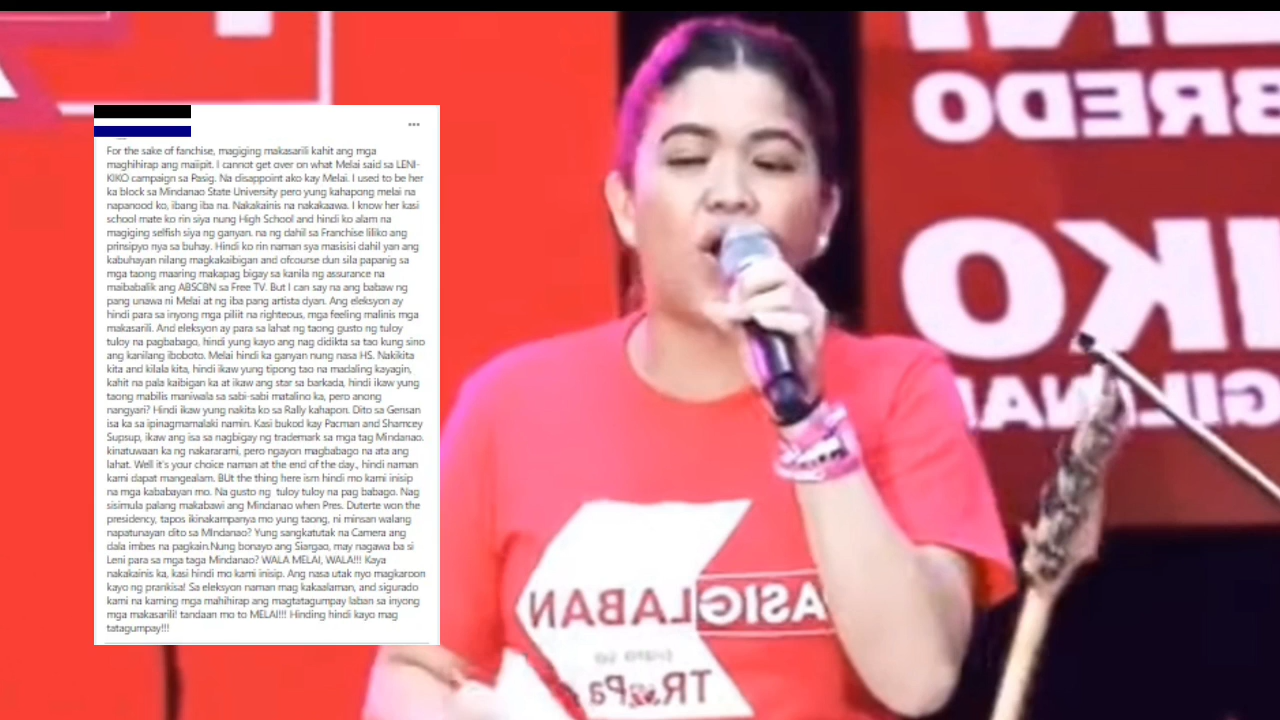 For the sake of fanchise, magiging makasarili kahit ang mga
maghihirap ang maiipit. I cannot get over on what Melai said sa LENI-
KIKO campaign sa Pasig. Na disappoint ako kay Melai. I used to be her
ka block sa Mindanao State University pero yung kahapong melai na
napanood ko, ibang iba na. Nakakainis na nakakaawa. I know her kasi
school mate ko rin siya nung High School and hindi ko alam na
magiging selfish siya ng ganyan. na ng dahil sa Franchise liliko ang
prinsipyo nya sa buhay. Hindi ko rin naman sya masisisi dahil yan ang
kabuhayan nilang magkakaibigan and ofcourse dun sila papanig sa
mga taong maaring makapag bigay sa kanila ng assurance na
maibabalik ang ABSCBN sa Free TV. But I can say na ang babaw ng
pang unawa ni Melai at ng iba pang artista dyan. Ang eleksyon ay
hindi para sa inyong mga piliit na righteous, mga feeling malinis mga
makasarili. And eleksyon ay para sa lahat ng taong gusto ng tuloy
tuloy na pagbabago, hindi yung kayo ang nag didikta sa tao kung sino
ang kanilang iboboto. Melai hindi ka ganyan nung nasa HS. Nakikita
kita and kilala kita, hindi ikaw yung tipong tao na madaling kayagin,
kahit na pala kaibigan ka at ikaw ang star sa barkada, hindi ikaw yung
taong mabilis maniwala sa sabi-sabi matalino ka, pero anong
nangyari? Hindi ikaw yung nakita ko sa Rally kahapon. Dito sa Gensan
isa ka sa ipinagmamalaki namin. Kasi bukod kay Pacman and Shamcey
Supsup, ikaw ang isa sa nagbigay ng trademark sa mga tag Mindanao.
kinatuwaan ka ng nakararami, pero ngayon magbabago na ata ang
lahat. Well it's your choice naman at the end of the day., hindi naman
kami dapat mangealam. BUt the thing here ism hindi mo kami inisip
na mga kababayan mo. Na gusto ng tuloy tuloy na pag babago. Nag
sisimula palang makabawi ang Mindanao when Pres. Duterte won the
presidency, tapos ikinakampanya mo yung taong, ni minsan walang
napatunayan dito sa MIndanao? Yung sangkatutak na Camera ang
dala imbes na pagkain.Nung bonayo ang Siargao, may nagawa ba si
Leni para sa mga taga Mindanao? WALA MELAI, WALA!!! Kaya
nakakainis ka, kasi hindi mo kami inisip. Ang nasa utak nyo magkaroon
kayo ng prankisa! Sa eleksyon naman mag kakaalaman, and sigurado
kami na kaming mga mahihirap ang magtatagumpay laban sa inyong
mga makasarili! tandaan mo to MELAI!!! Hinding hindi kayo mag
tatagumpay!!!
BREDO
IKO
GILINAN
ASIGLABAN
para sa
TRoPa